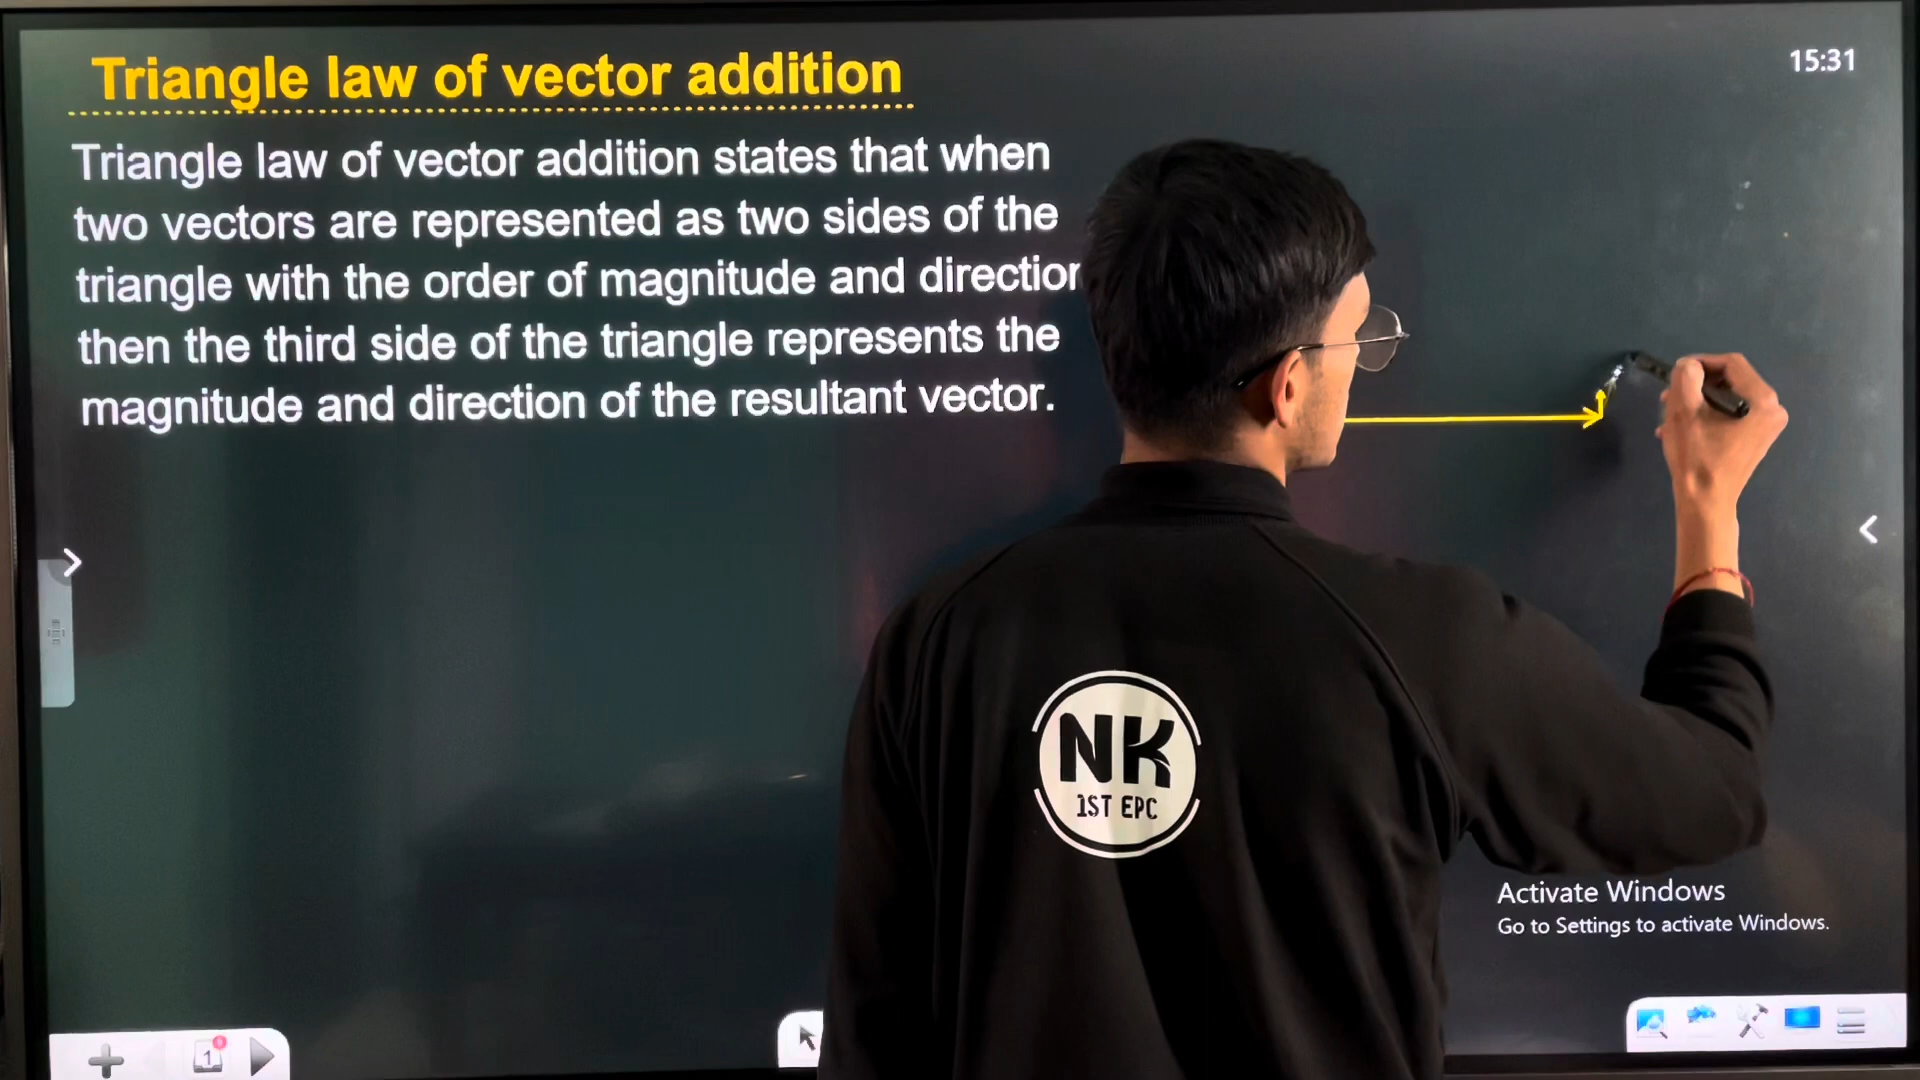 Triangle law of vector addition
15:31
Triangle law of vector addition states that when
two vectors are represented as two sides of the
triangle with the order of magnitude and direction
then the third side of the triangle represents the
magnitude and direction of the resultant vector.
NK
1ST EPC
Activate Windows
Go to Settings to activate Windows.
1